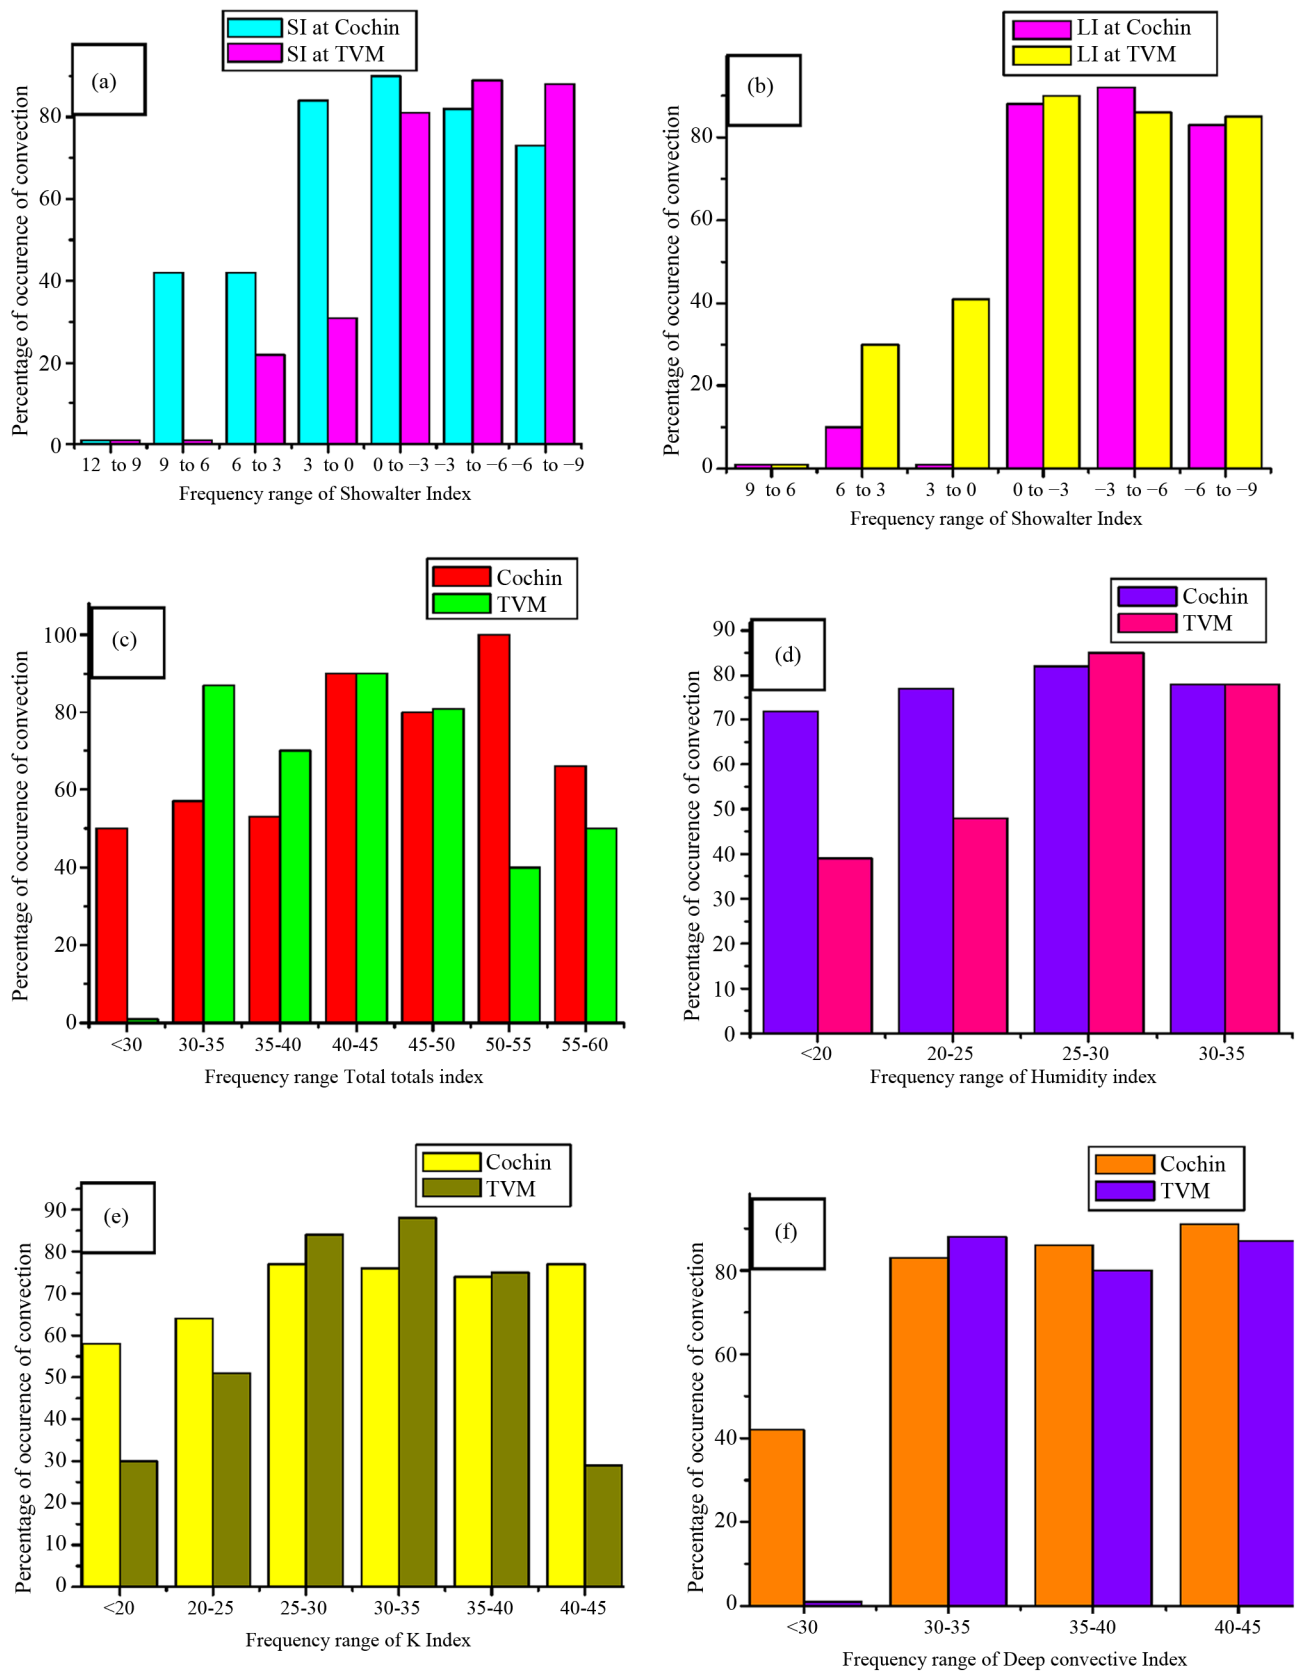 SI at Cochin
SI at TVM
(a)
Percentage of occurence of convection
80
60
40
20
0
12 to 9 9 to 6 6 to 3 3 to 0 0 to −3 −3 to −6 −6 to −9
Frequency range of Showalter Index
LI at Cochin
LI at TVM
(b)
Percentage of occurence of convection
80
60
40
20
0
9 to 6 6 to 3 3 to 0 0 to −3 −3 to −6 −6 to −9
Frequency range of Showalter Index
Cochin
TVM
(c)
Percentage of occurence of convection
100
80
60
40
20
0
<30 30-35 35-40 40-45 45-50 50-55 55-60
Frequency range Total totals index
Cochin
TVM
(d)
Percentage of occurence of convection
90
80
70
60
50
40
30
20
10
0
<20 20-25 25-30 30-35
Frequency range of Humidity index
Cochin
TVM
(e)
Percentage of occurence of convection
90
80
70
60
50
40
30
20
10
0
<20 20-25 25-30 30-35 35-40 40-45
Frequency range of K Index
Cochin
TVM
(f)
Percentage of occurence of convection
80
60
40
20
0
<30 30-35 35-40 40-45
Frequency range of Deep convective Index